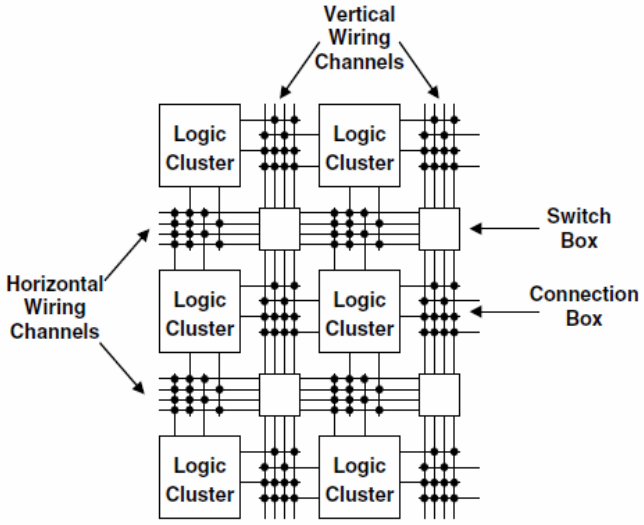 Vertical
Wiring
Channels
Logic
Cluster
Logic
Cluster
Switch
Box
Horizontal
Wiring
Channels
Logic
Cluster
Logic
Cluster
Connection
Box
Logic
Cluster
Logic
Cluster